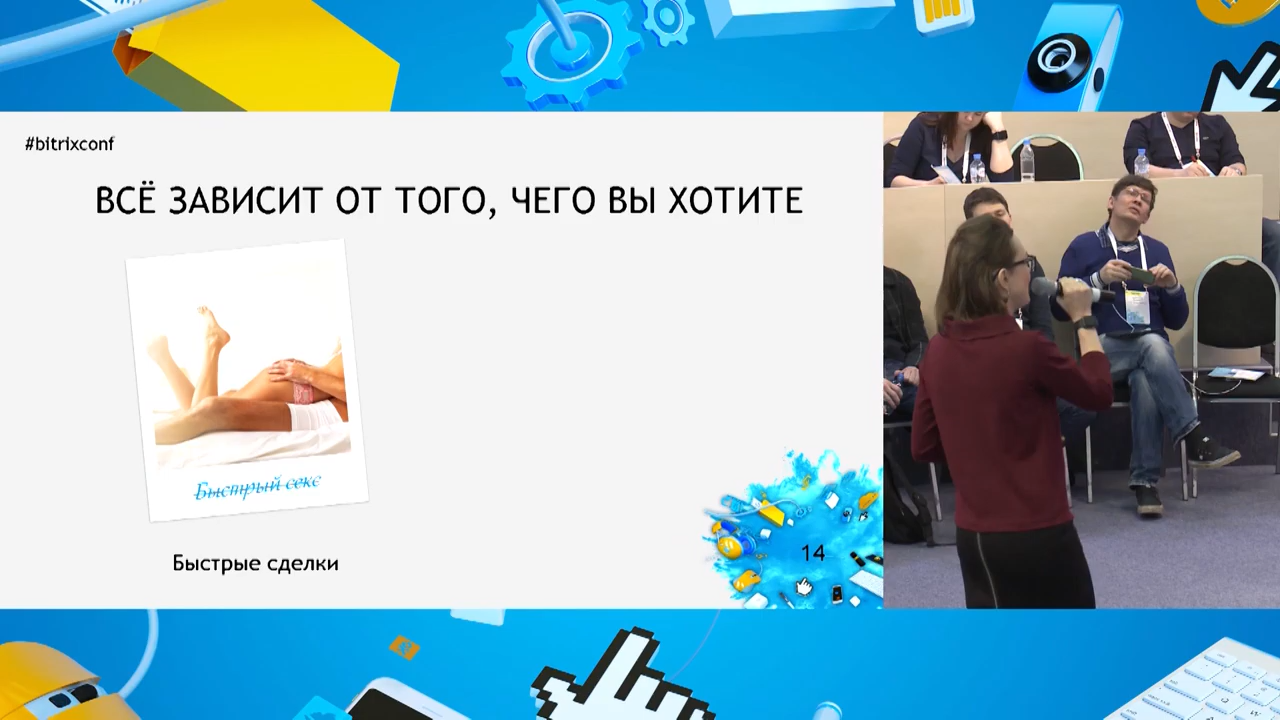 #bitrixconf
ВСЁ ЗАВИСИТ ОТ ТОГО, ЧЕГО ВЫ ХОТИТЕ
Быстрый секс
14
Быстрые сделки